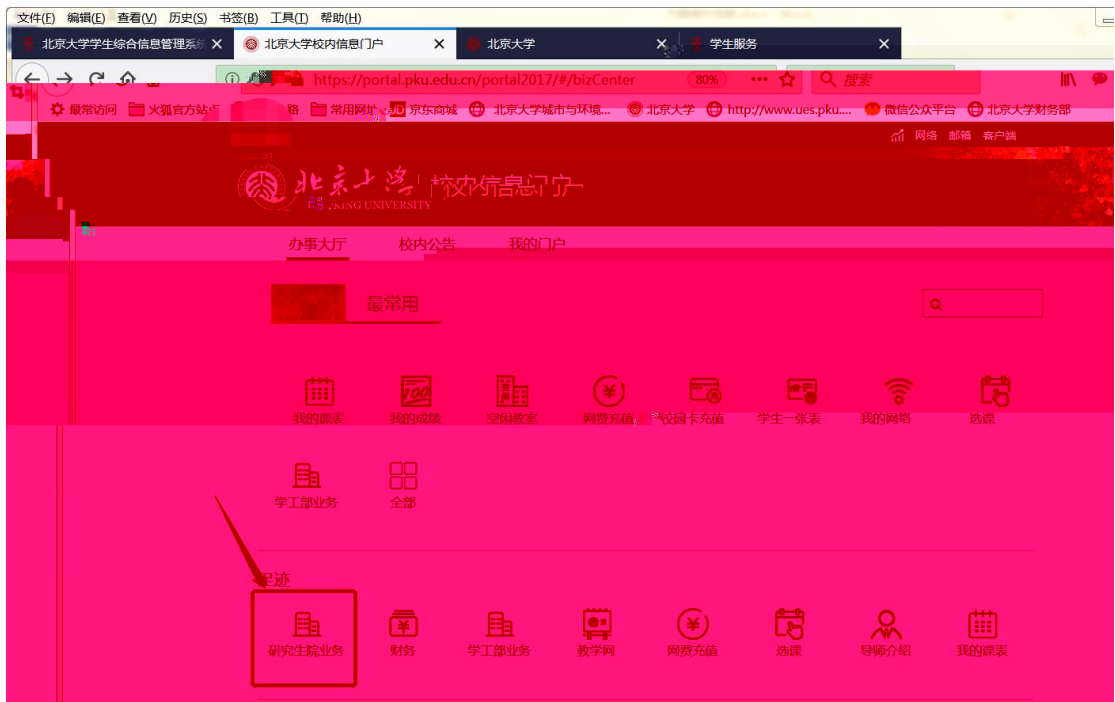 文件(F) 编辑(E) 查看(V) 历史(S) 书签(B) 工具(T) 帮助(H)
北京大学学生综合信息管理系统 北京大学校内信息门户 北京大学 学生服务
https://portal.pku.edu.cn/portal2017/#/bizCenter 80% 搜索
最常访问 火狐官方站点 常用网址 JD 京东商城 北京大学城市与环境... 北京大学 http://www.ues.pku.... 微信公众平台 北京大学财务部
网络 邮箱 客户端
北京大学 校内信息门户
UNIVERSITY
办事大厅 校内公告 我的门户
最常用
我的课表 我的成绩 空闲教室 网费充值 校园卡充值 学生一张表 我的网络 选课
学工部业务 全部
足迹
研究生院业务 财务 学工部业务 教学网 网费充值 选课 导师介绍 我的课表